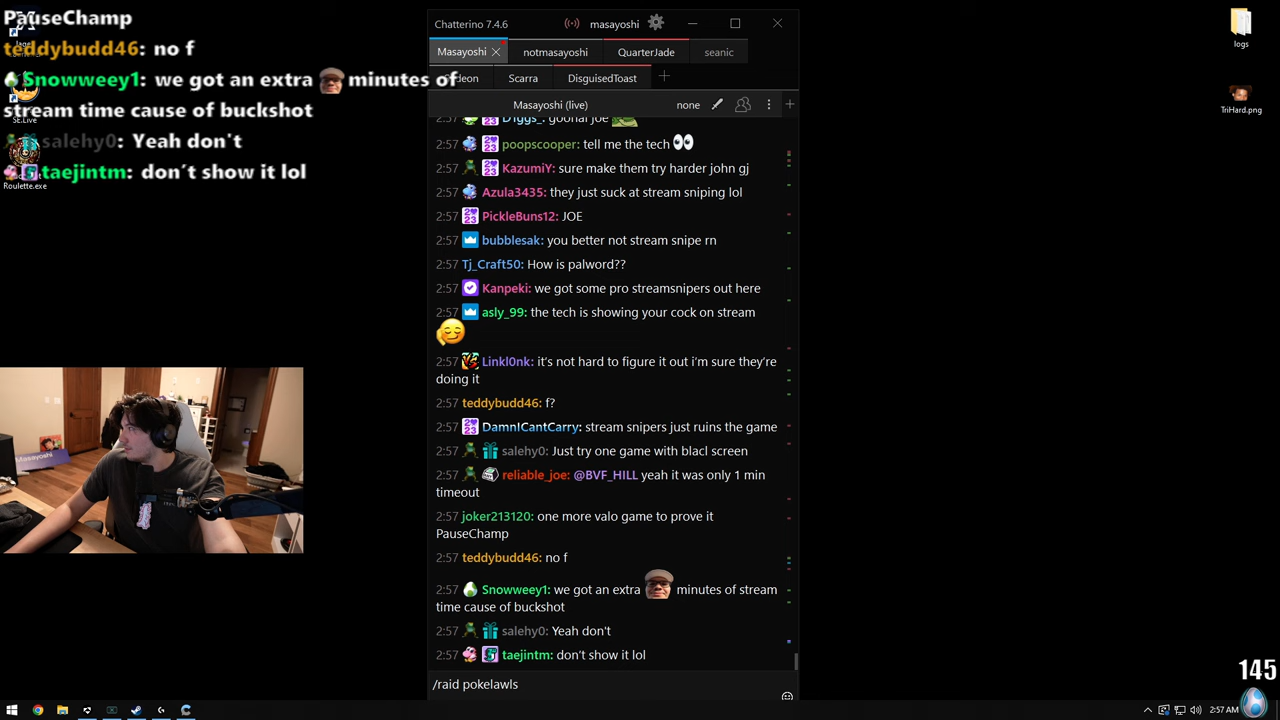 PauseChamp
teddybudd46: no f
Snowweey1: we got an extra minutes of
stream time cause of buckshot
salehy0: Yeah don't
taejintm: don't show it lol
Roulette.exe
SE.Live
Chatterino 7.4.6
masayoshi
Masayoshi
notmasayoshi
QuarterJade
seanic
Scarra
DisguisedToast
Masayoshi (live)
none
D1ggs_: goonal joe
2:57 poopscooper: tell me the tech
2:57 KazumiY: sure make them try harder john gj
2:57 Azula3435: they just suck at stream sniping lol
2:57 PickleBuns12: JOE
2:57 bubblesak: you better not stream snipe rn
2:57 Tj_Craft50: How is palword??
2:57 Kanpeki: we got some pro streamsnipers out here
2:57 asly_99: the tech is showing your cock on stream
2:57 Linkl0nk: it's not hard to figure it out i'm sure they're
doing it
2:57 teddybudd46: f?
2:57 DamnICantCarry: stream snipers just ruins the game
2:57 salehy0: Just try one game with blacl screen
2:57 reliable_joe: @BVF_HILL yeah it was only 1 min
timeout
2:57 joker213120: one more valo game to prove it
PauseChamp
2:57 teddybudd46: no f
2:57 Snowweey1: we got an extra minutes of stream
time cause of buckshot
2:57 salehy0: Yeah don't
2:57 taejintm: don't show it lol
/raid pokelawls
logs
TriHard.png
Masayoshi
145
2:57 AM